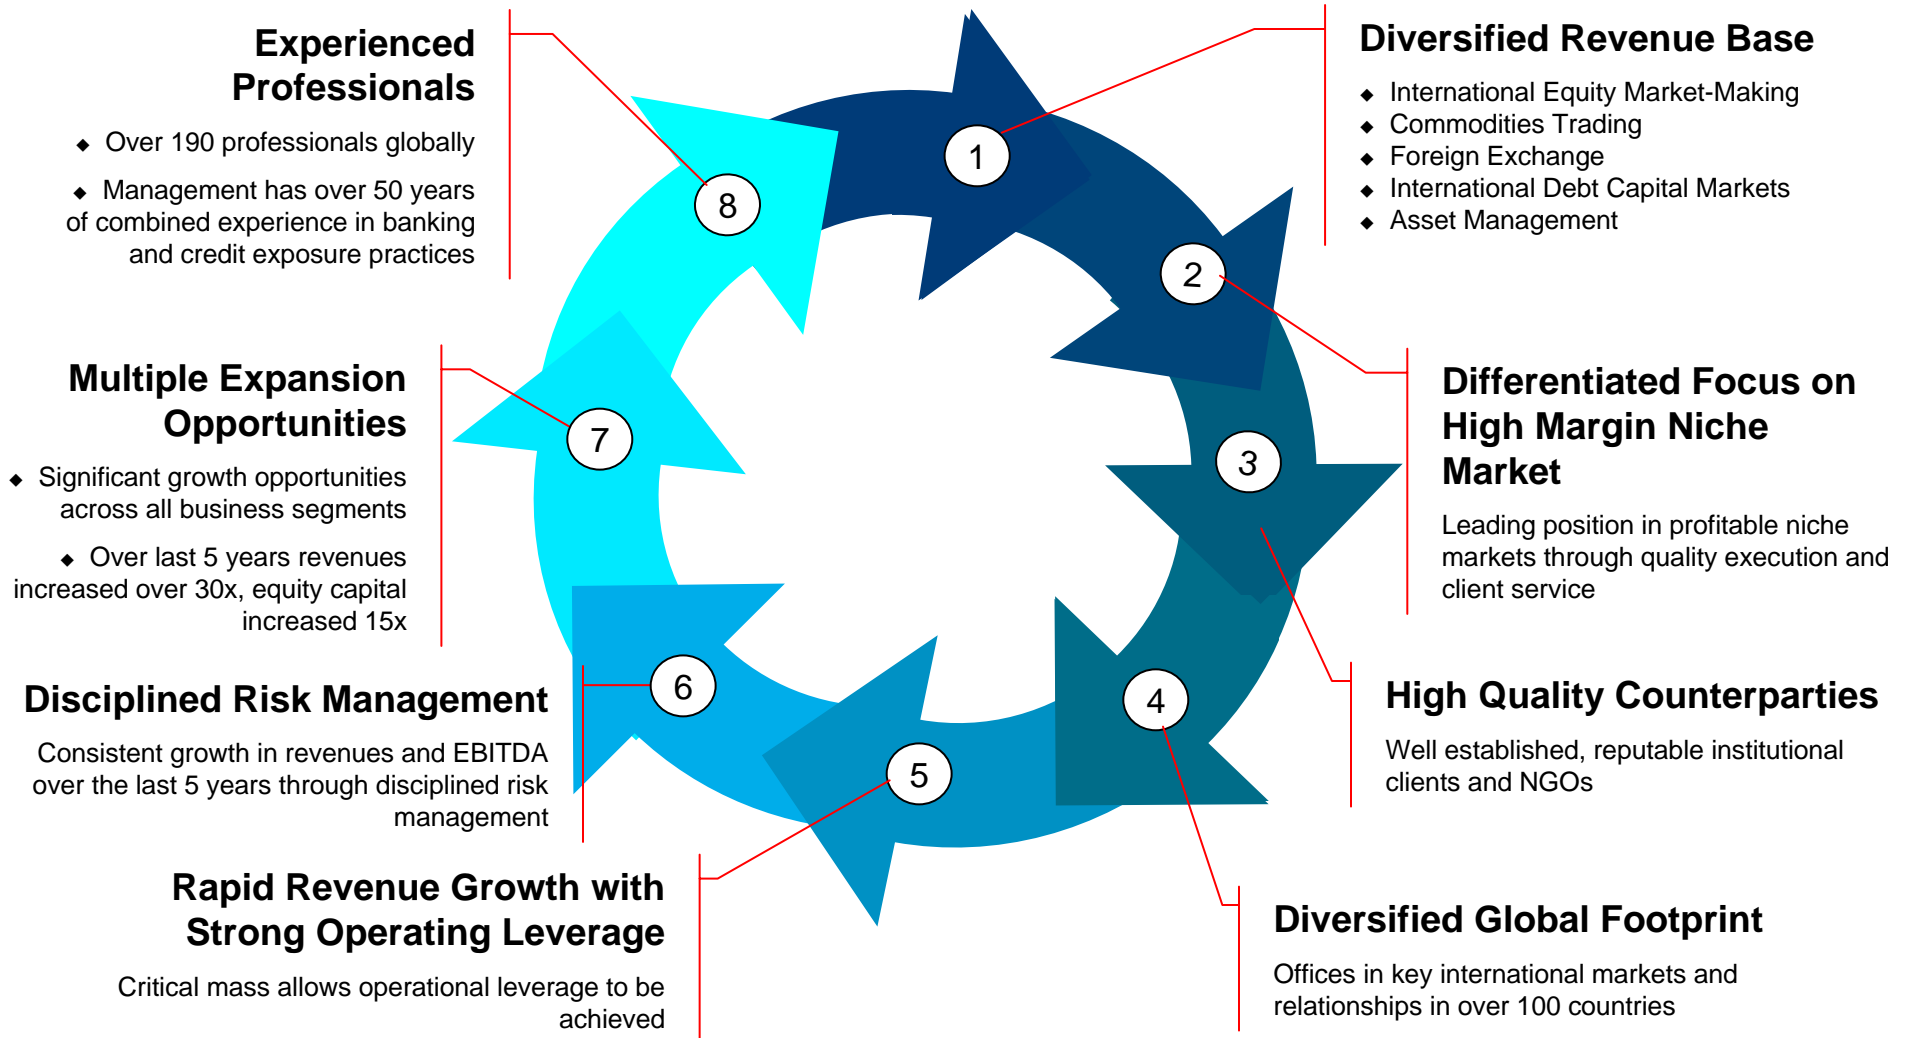 Experienced
Professionals
◆ Over 190 professionals globally
◆ Management has over 50 years
of combined experience in banking
and credit exposure practices
Multiple Expansion
Opportunities
◆ Significant growth opportunities
across all business segments
◆ Over last 5 years revenues
increased over 30x, equity capital
increased 15x
Disciplined Risk Management
Consistent growth in revenues and EBITDA
over the last 5 years through disciplined risk
management
Rapid Revenue Growth with
Strong Operating Leverage
Critical mass allows operational leverage to be
achieved
1
2
3
4
5
6
7
8
Diversified Revenue Base
◆ International Equity Market-Making
◆ Commodities Trading
◆ Foreign Exchange
◆ International Debt Capital Markets
◆ Asset Management
Differentiated Focus on
High Margin Niche
Market
Leading position in profitable niche
markets through quality execution and
client service
High Quality Counterparties
Well established, reputable institutional
clients and NGOs
Diversified Global Footprint
Offices in key international markets and
relationships in over 100 countries